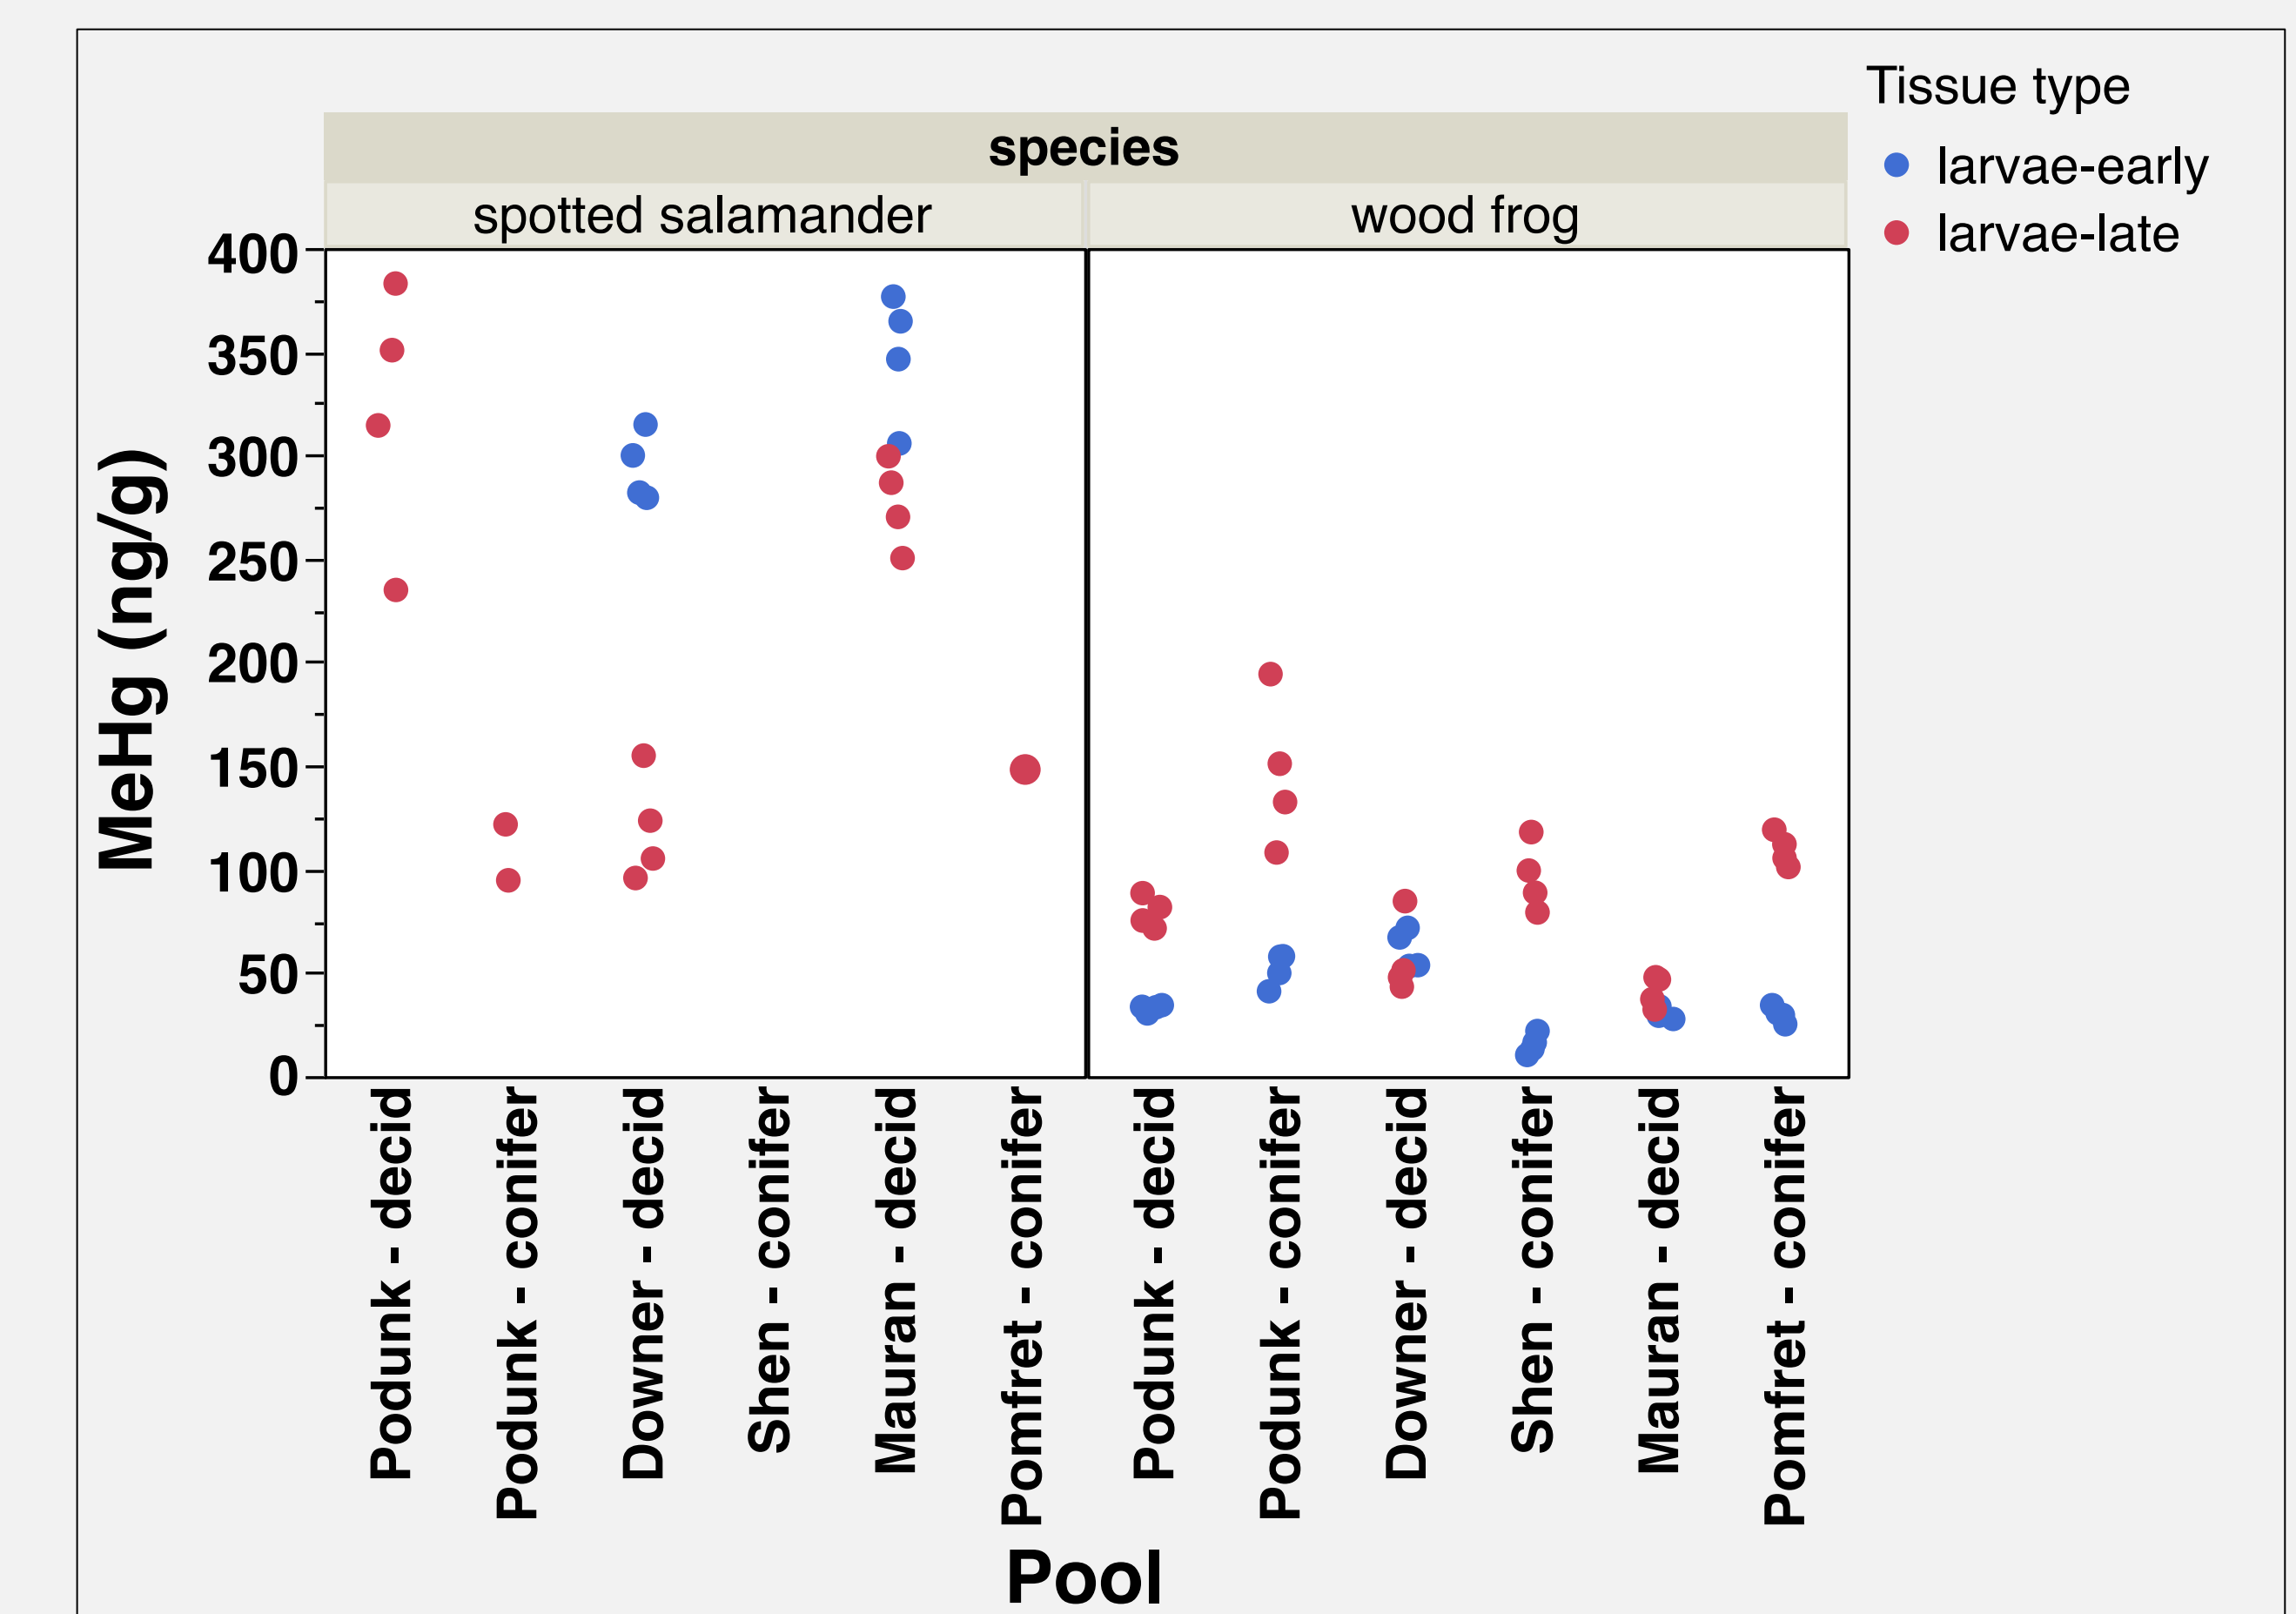 Tissue type
larvae-early
larvae-late
species
spotted salamander
wood frog
400
350
300
250
200
150
100
50
0
MeHg (ng/g)
Podunk - decid
Podunk - conifer
Downer - decid
Shen - conifer
Mauran - decid
Pomfret - conifer
Podunk - decid
Podunk - conifer
Downer - decid
Shen - conifer
Mauran - decid
Pomfret - conifer
Pool